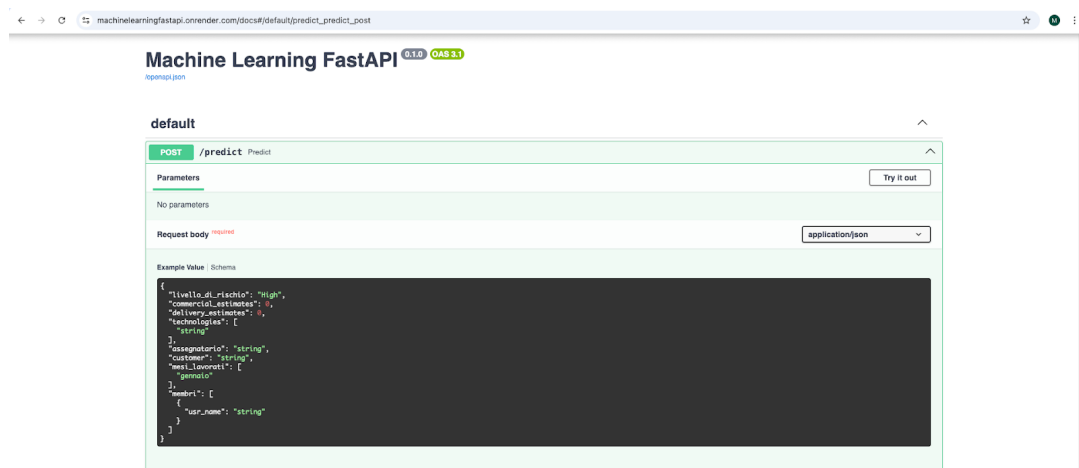 machinelearningfastapi.onrender.com/docs#/default/predict_predict_post
M
Machine Learning FastAPI 0.1.0 OAS 3.1
/openapi.json
default
POST /predict Predict
Parameters
Try it out
No parameters
Request body required
application/json
Example Value | Schema
{
"livello_di_rischio": "High",
"commercial_estimates": 0,
"delivery_estimates": 0,
"technologies": [
"string"
],
"assegnatario": "string",
"customer": "string",
"mesi_lavorati": [
"gennaio"
],
"membri": [
{
"usr_name": "string"
}
]
}